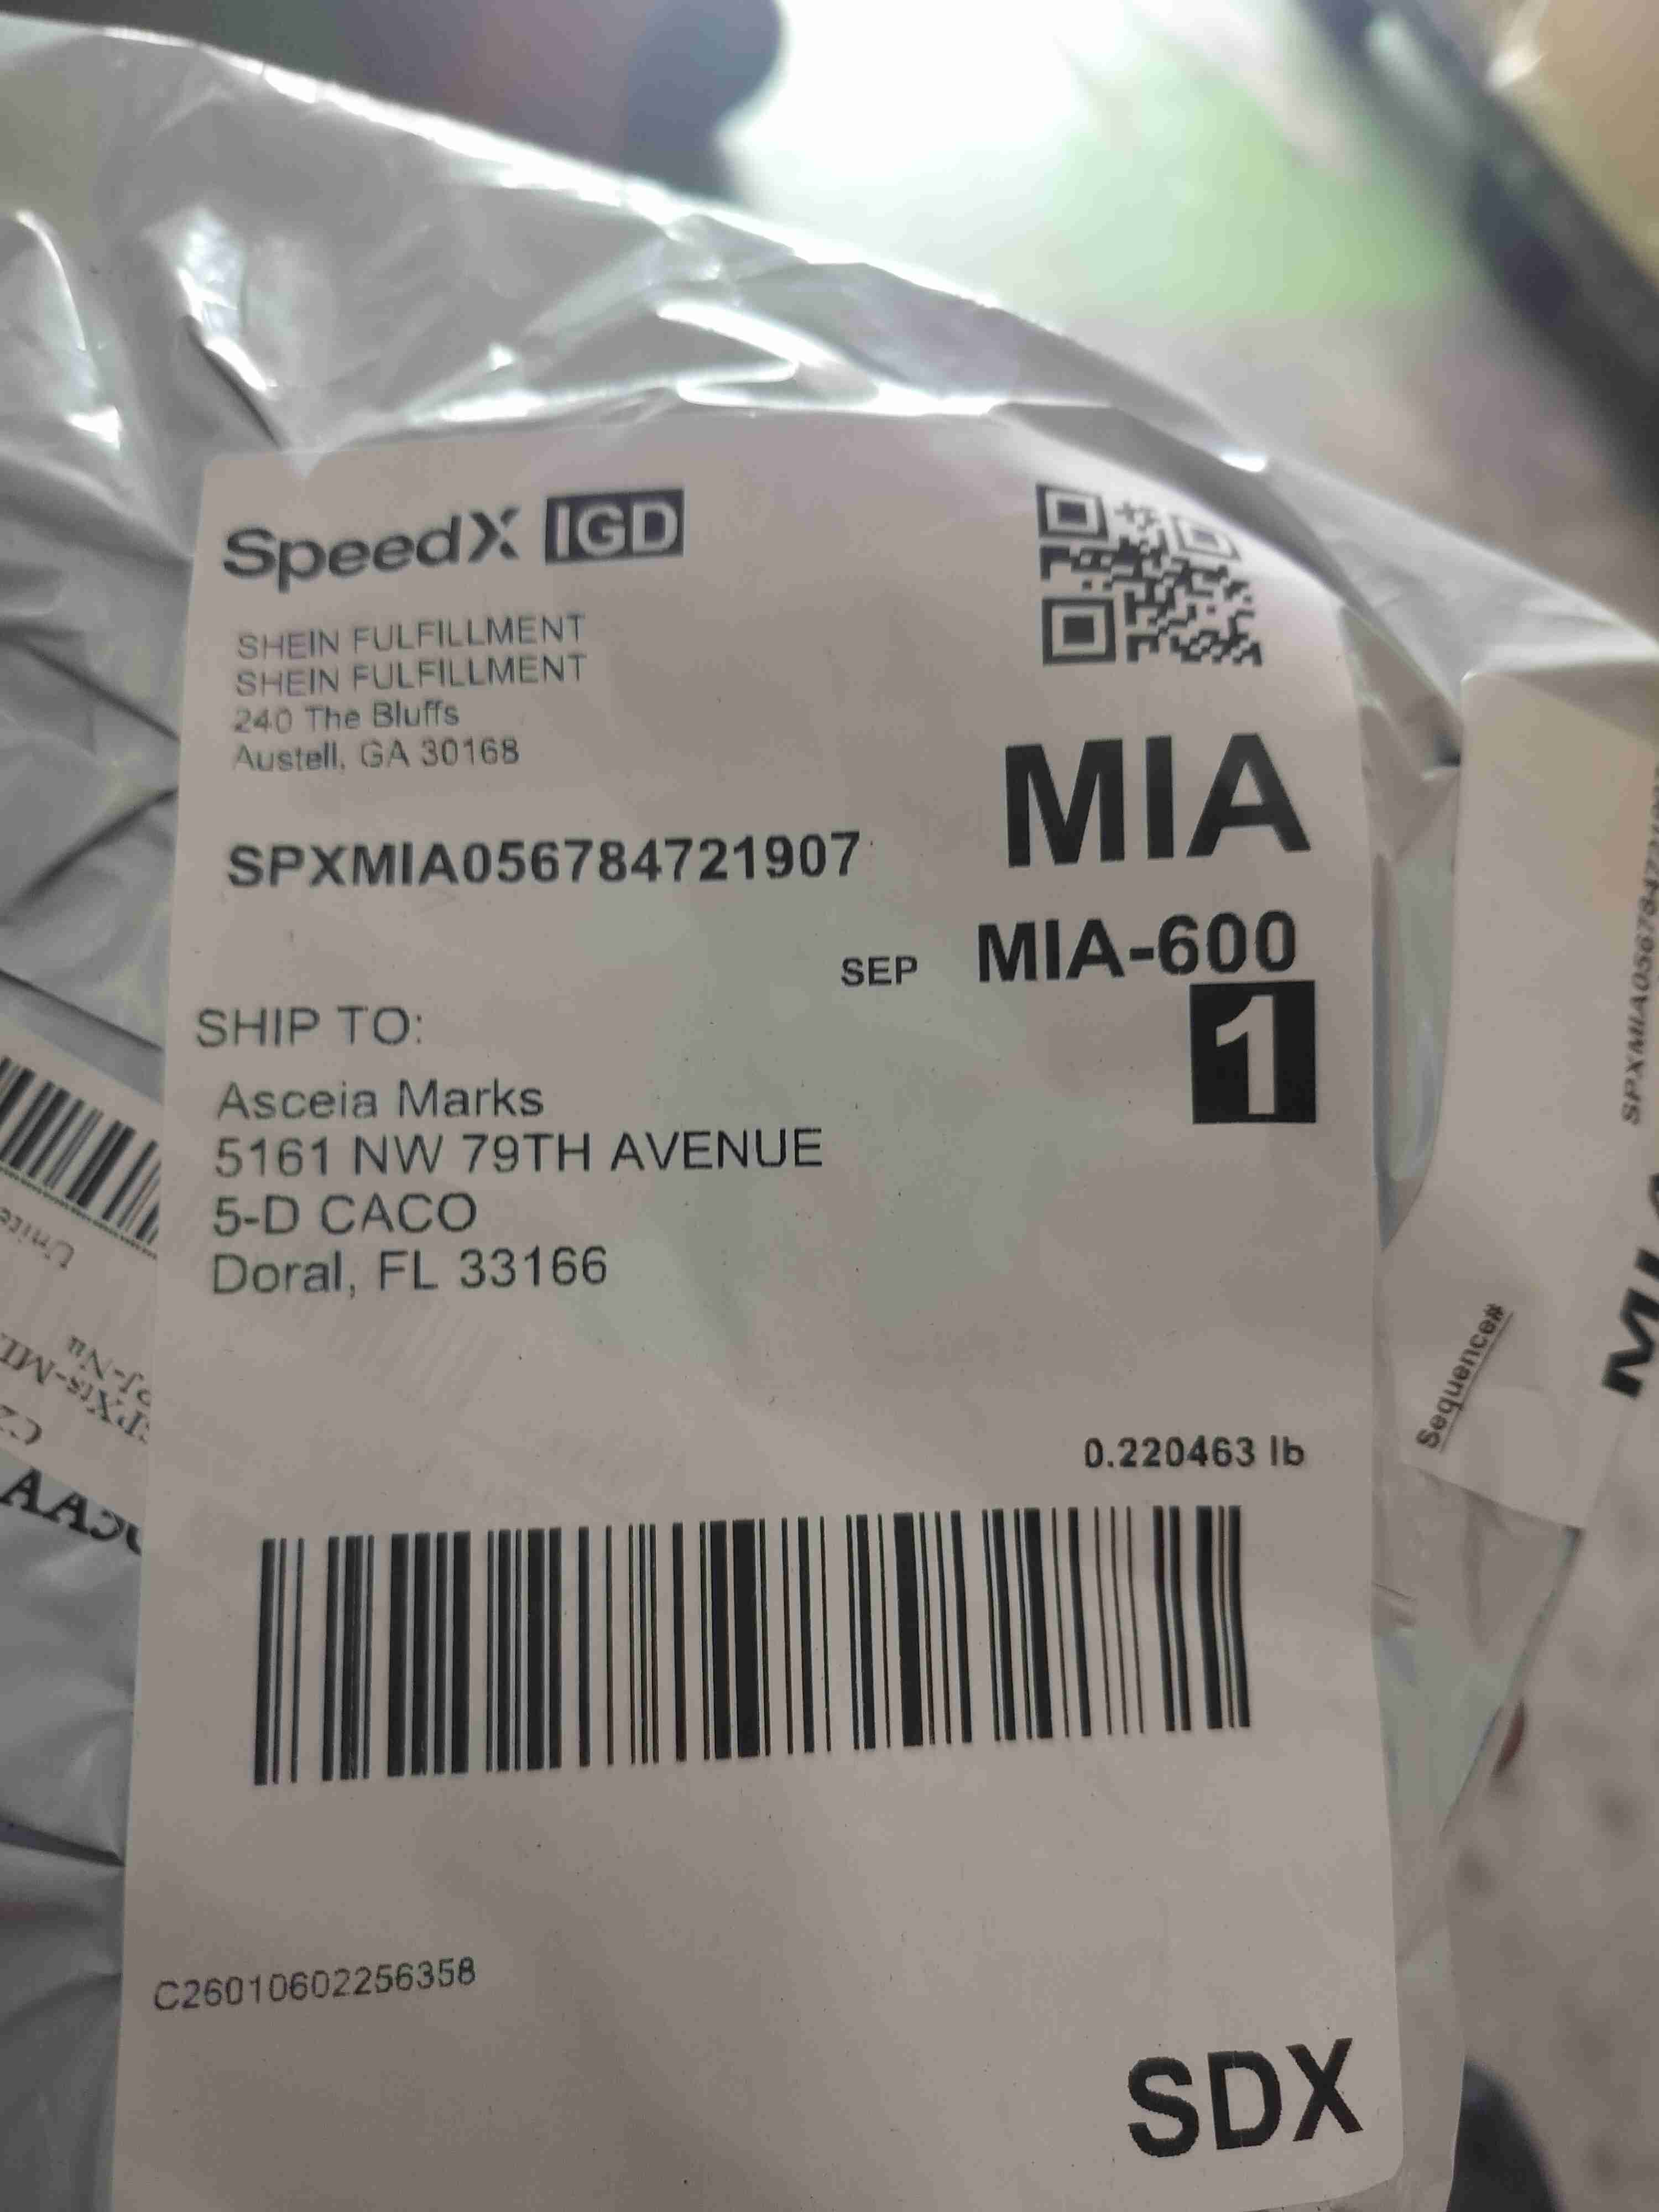 SpeedX IGD
SHEIN FULFILLMENT
SHEIN FULFILLMENT
240 The Bluffs
Austell, GA 30168
MIA
SPXMIA056784721907
SEP MIA-600
1
SHIP TO:
Asceia Marks
5161 NW 79TH AVENUE
5-D CACO
Doral, FL 33166
0.220463 lb
C26010602256358
SDX
Sequence#